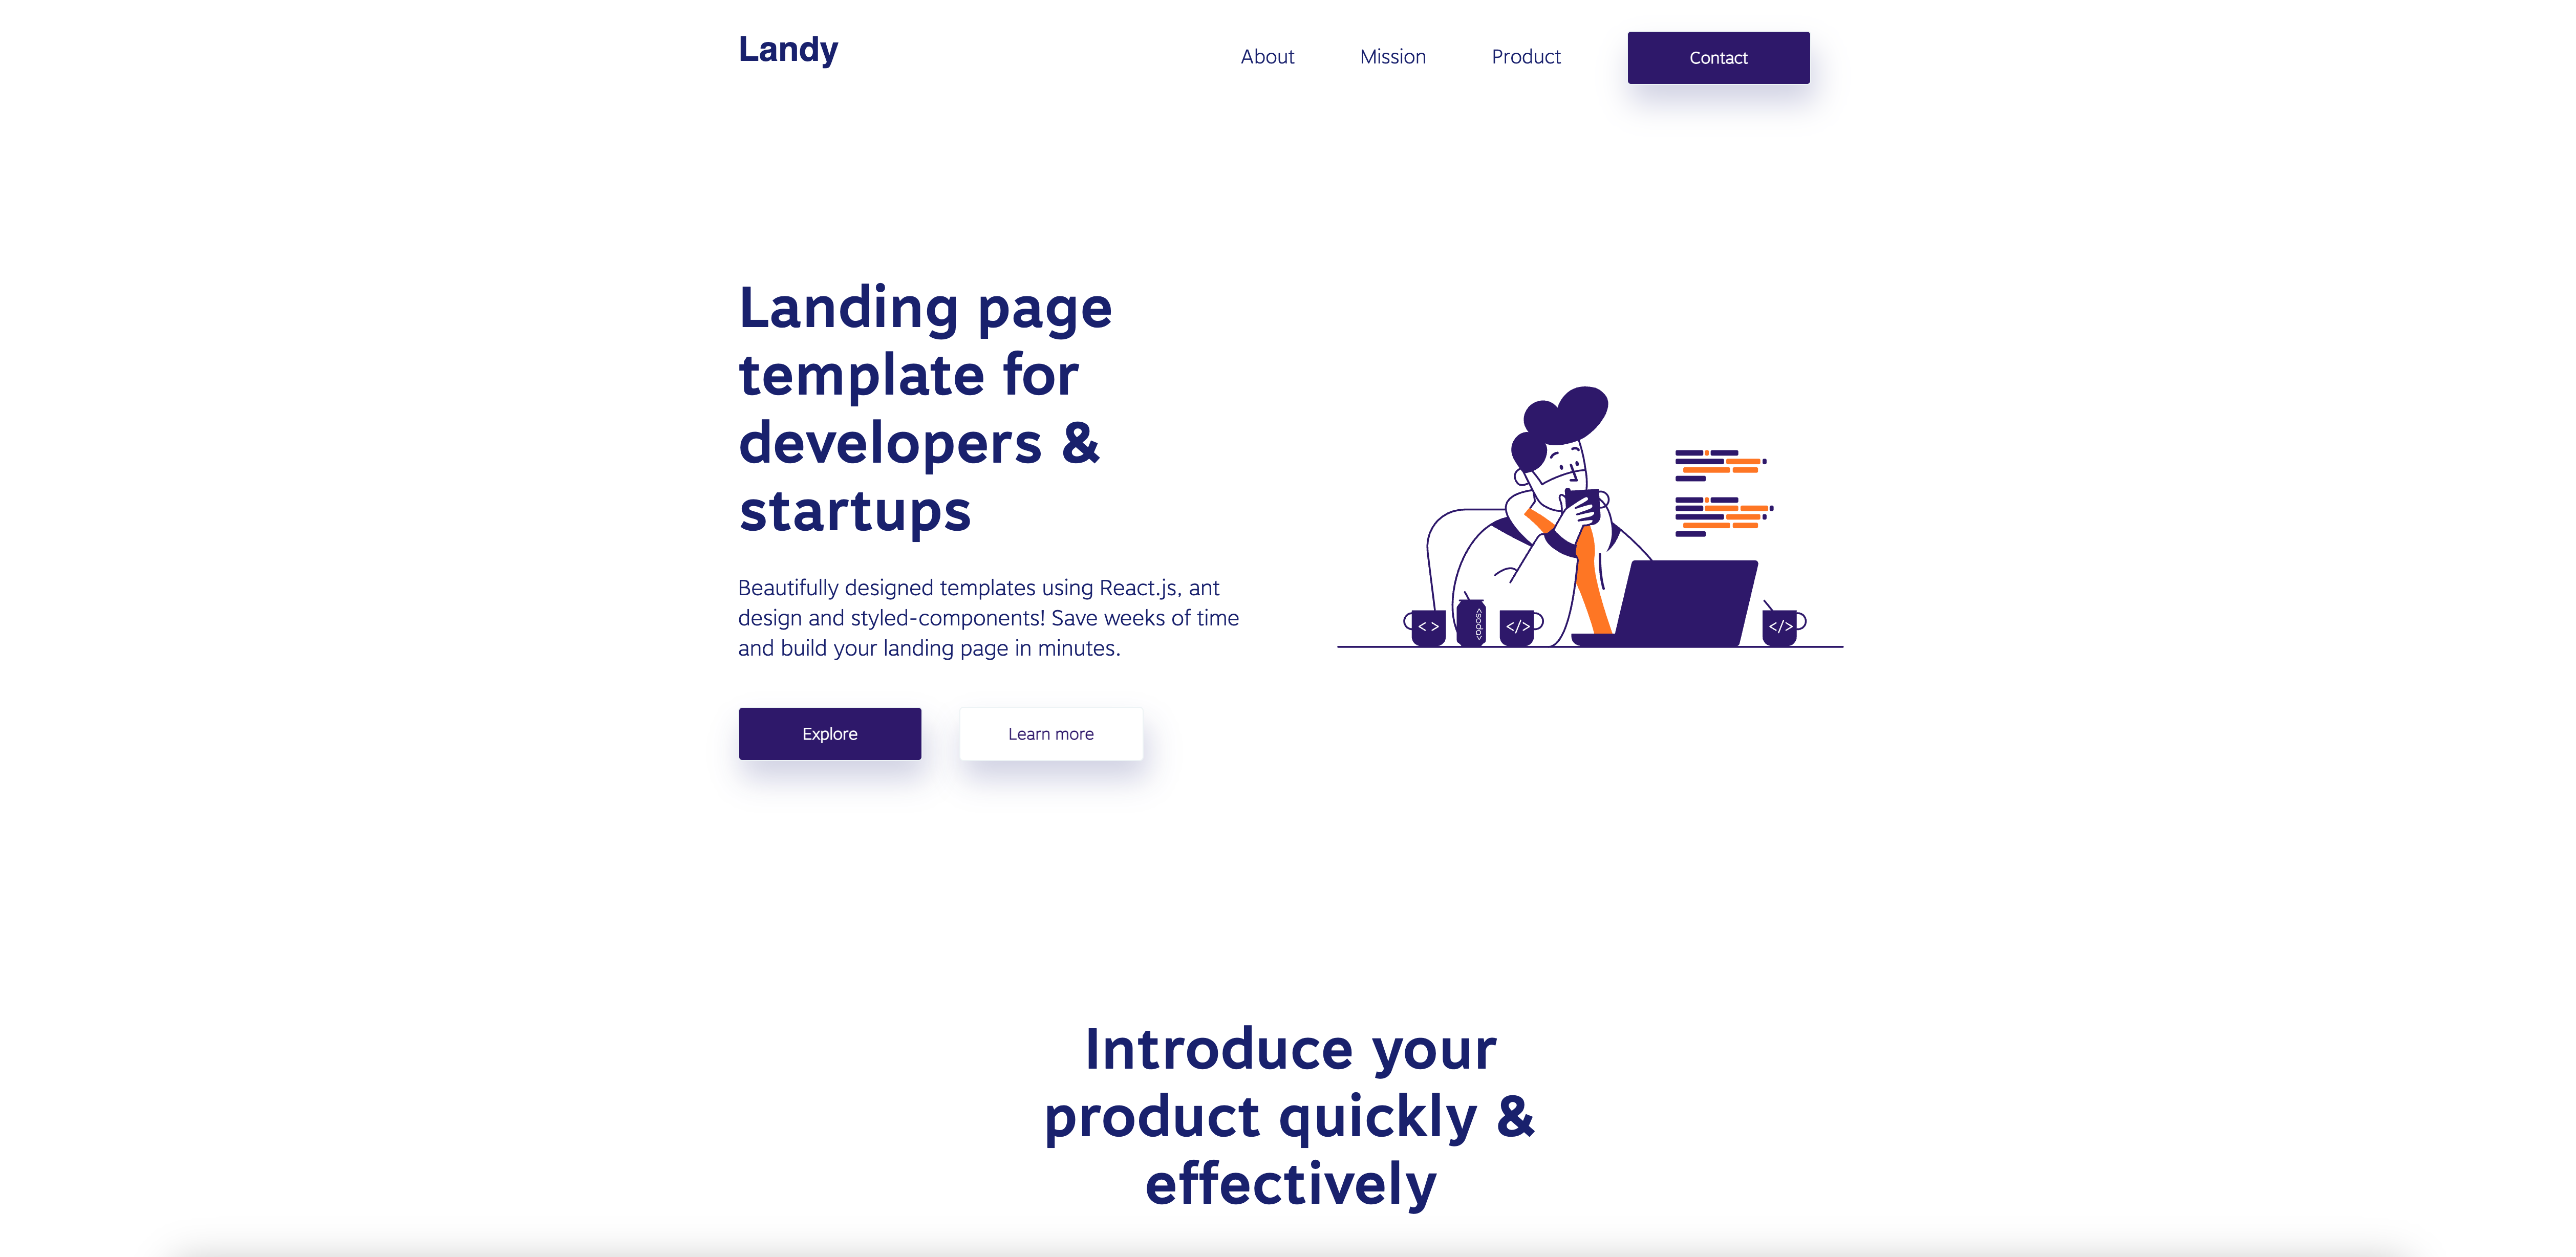 Landy
About
Mission
Product
Contact
Landing page
template for
developers &
startups
Beautifully designed templates using React.js, ant
design and styled-components! Save weeks of time
and build your landing page in minutes.
Explore
Learn more
< >
</>
</>
Introduce your
product quickly &
effectively